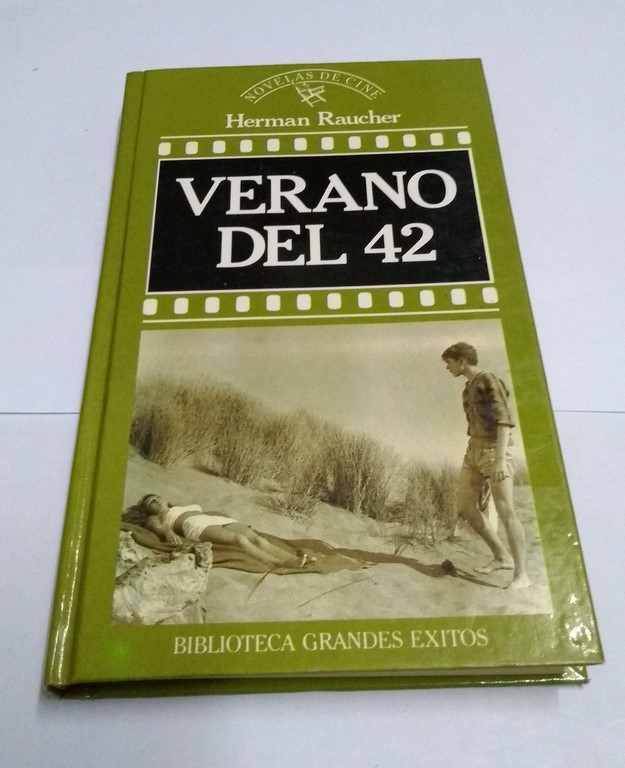 NOVELAS DE CINE
Herman Raucher
VERANO
DEL 42
BIBLIOTECA GRANDES EXITOS